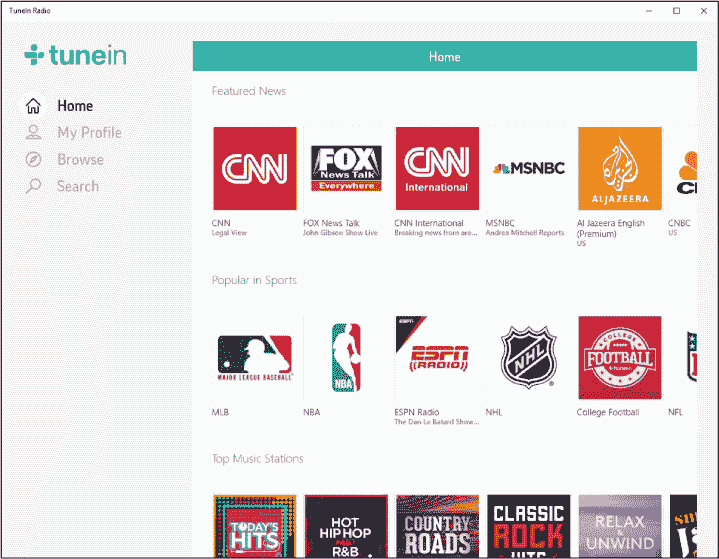 TuneIn Radio
tunein
Home
My Profile
Browse
Search
Home
Featured News
CNN
FOX
News Talk
Everywhere
CNN
International
MSNBC
ALJAZEERA
CNN
Legal View
FOX News Talk
John Gibson Show Live
CNN International
Breaking news from aro...
MSNBC
Andrea Mitchell Reports
Al Jazeera English
(Premium)
US
CNBC
US
Popular in Sports
MAJOR LEAGUE BASEBALL
NBA
ESPN
ESPN
RADIO
NHL
COLLEGE
FOOTBALL
tunein
MLB
NBA
ESPN Radio
The Dan Le Batard Show...
NHL
College Football
NFL
Top Music Stations
TODAY'S
HITS
HOT
HIP HOP
R&B
COUNTRY
ROADS
CLASSIC
ROCK
HITS
RELAX
&
UNWIND